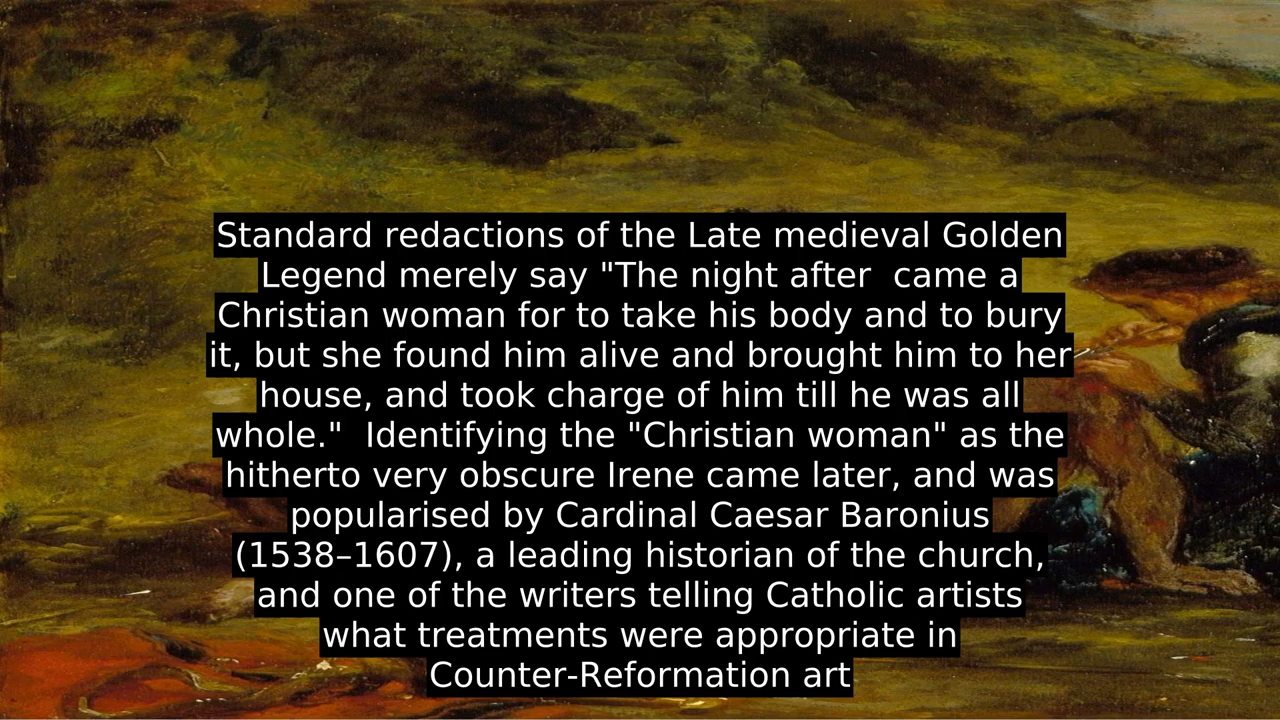 Standard redactions of the Late medieval Golden
Legend merely say "The night after  came a
Christian woman for to take his body and to bury
it, but she found him alive and brought him to her
house, and took charge of him till he was all
whole."  Identifying the "Christian woman" as the
hitherto very obscure Irene came later, and was
popularised by Cardinal Caesar Baronius
(1538–1607), a leading historian of the church,
and one of the writers telling Catholic artists
what treatments were appropriate in
Counter-Reformation art